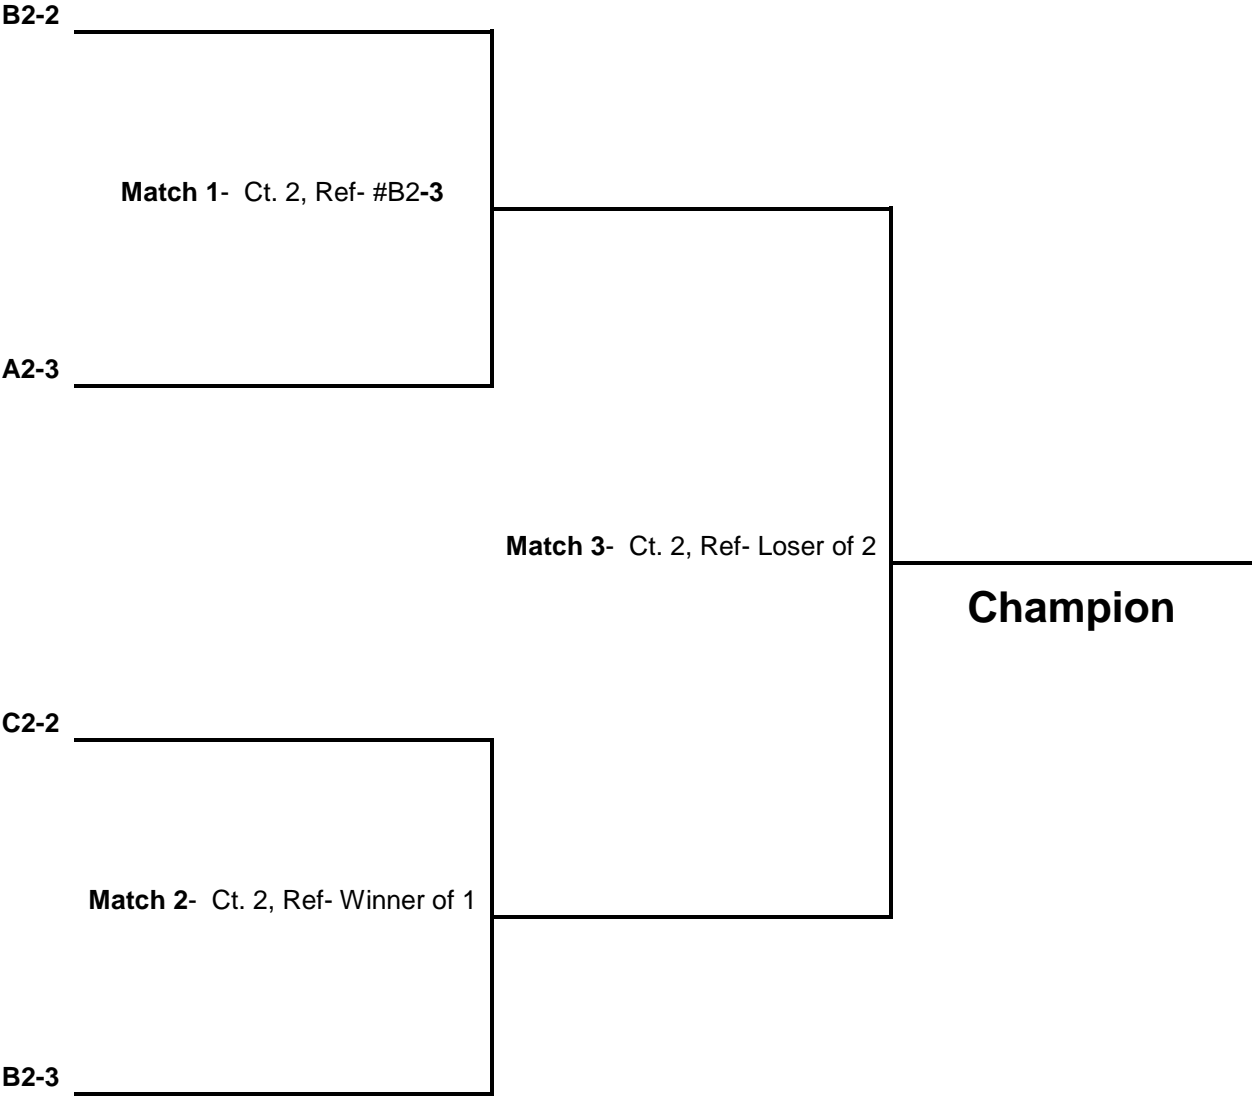 B2-2
Match 1-  Ct. 2, Ref- #B2-3
A2-3
Match 3-  Ct. 2, Ref- Loser of 2
Champion
C2-2
Match 2-  Ct. 2, Ref- Winner of 1
B2-3